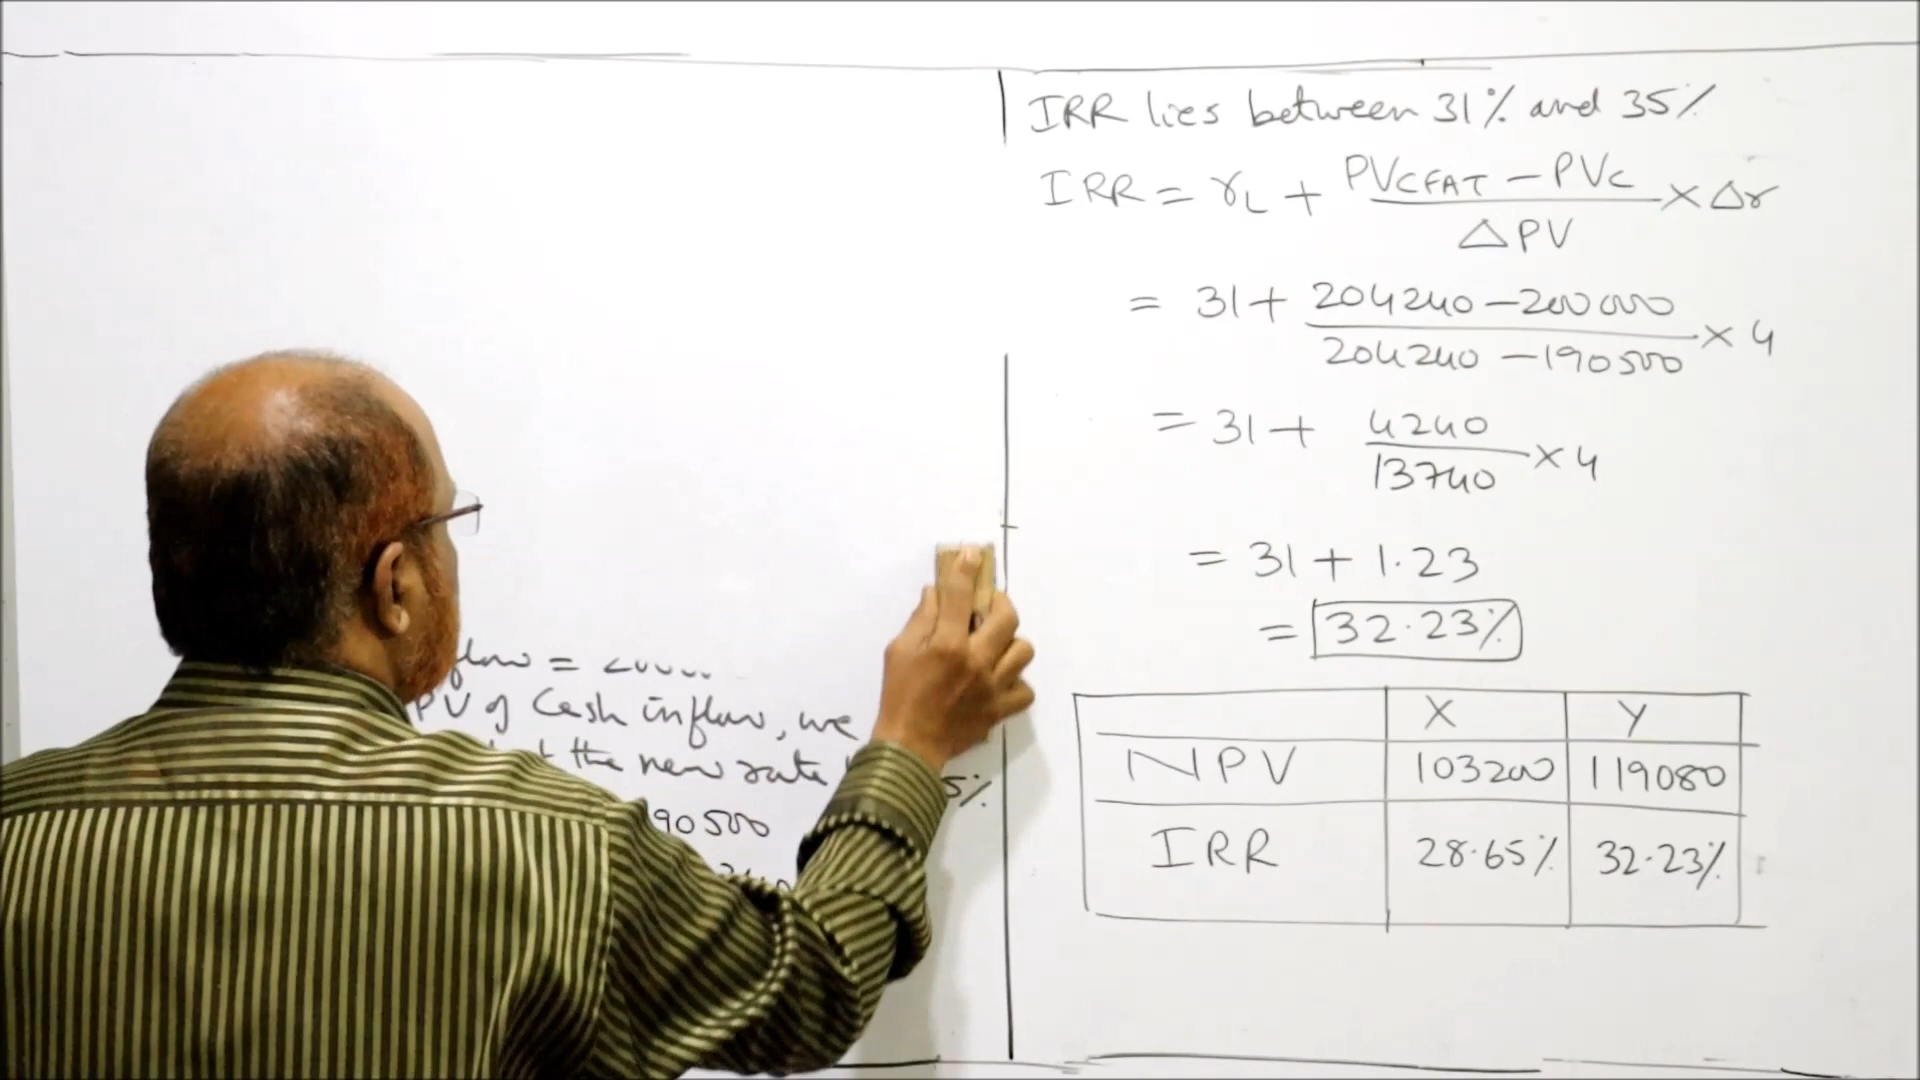 flow =
PV of Cash inflow, we
the new rate
5%
90500
IRR lies between 31% and 35%
IRR = rL + PVCFAT - PVC / ΔPV × Δr
= 31 + 204240 - 200000 / 204240 - 190500 × 4
= 31 + 4240 / 13740 × 4
= 31 + 1.23
= 32.23%
X Y
NPV 103200 119080
IRR 28.65% 32.23%